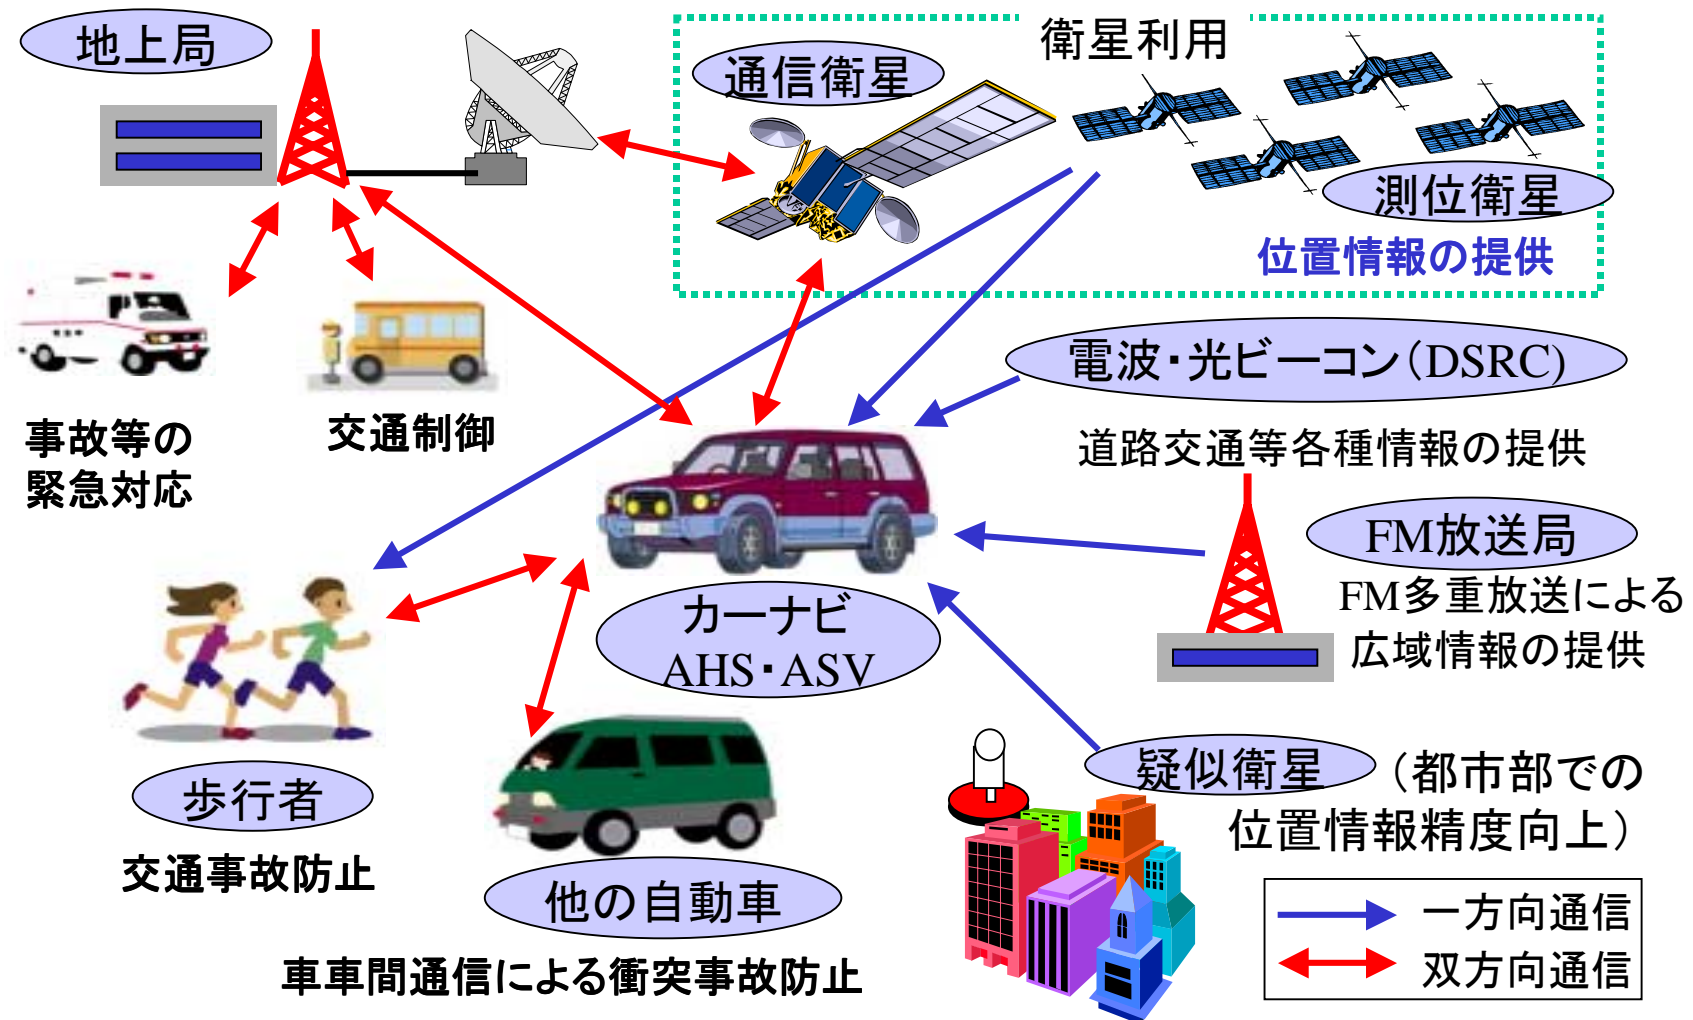 地上局
衛星利用
通信衛星
測位衛星
位置情報の提供
電波・光ビーコン（DSRC)
道路交通等各種情報の提供
事故等の
緊急対応
交通制御
FM放送局
FM多重放送による
広域情報の提供
カーナビ
AHS・ASV
疑似衛星
（都市部での
位置情報精度向上）
歩行者
交通事故防止
他の自動車
車車間通信による衝突事故防止
一方向通信
双方向通信